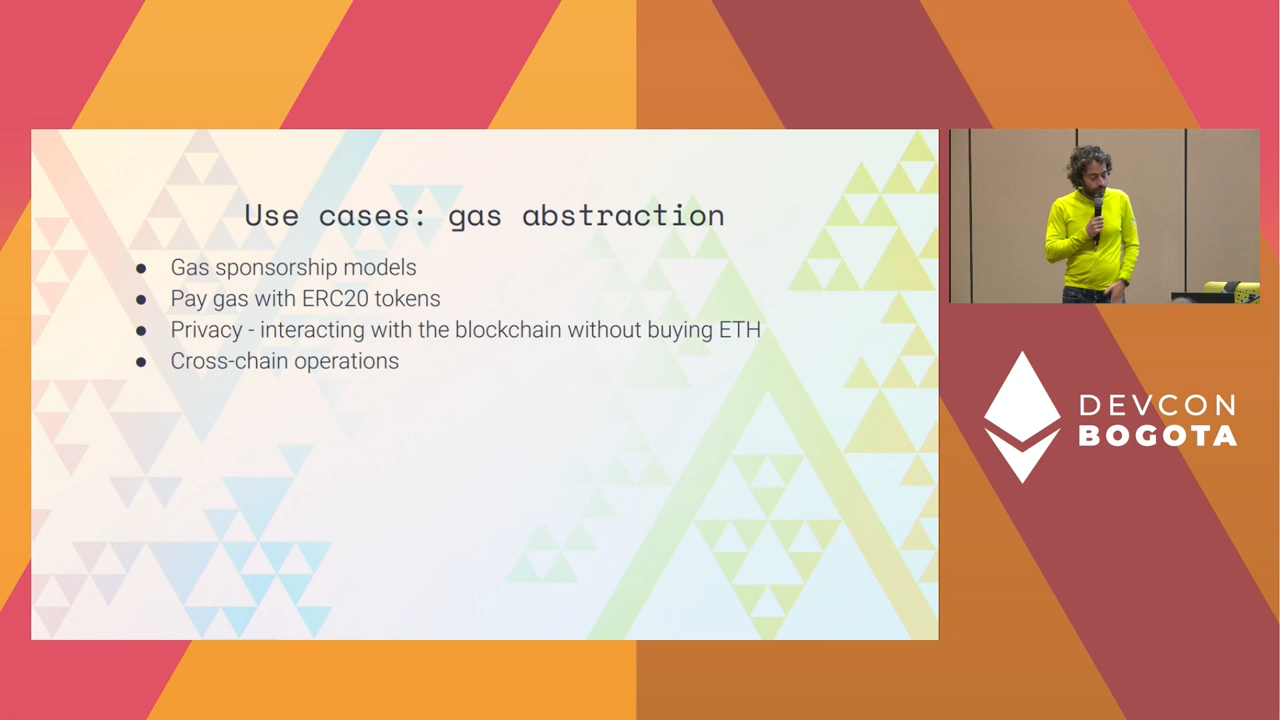 Use cases: gas abstraction
● Gas sponsorship models
● Pay gas with ERC20 tokens
● Privacy - interacting with the blockchain without buying ETH
● Cross-chain operations
DEVCON
BOGOTA